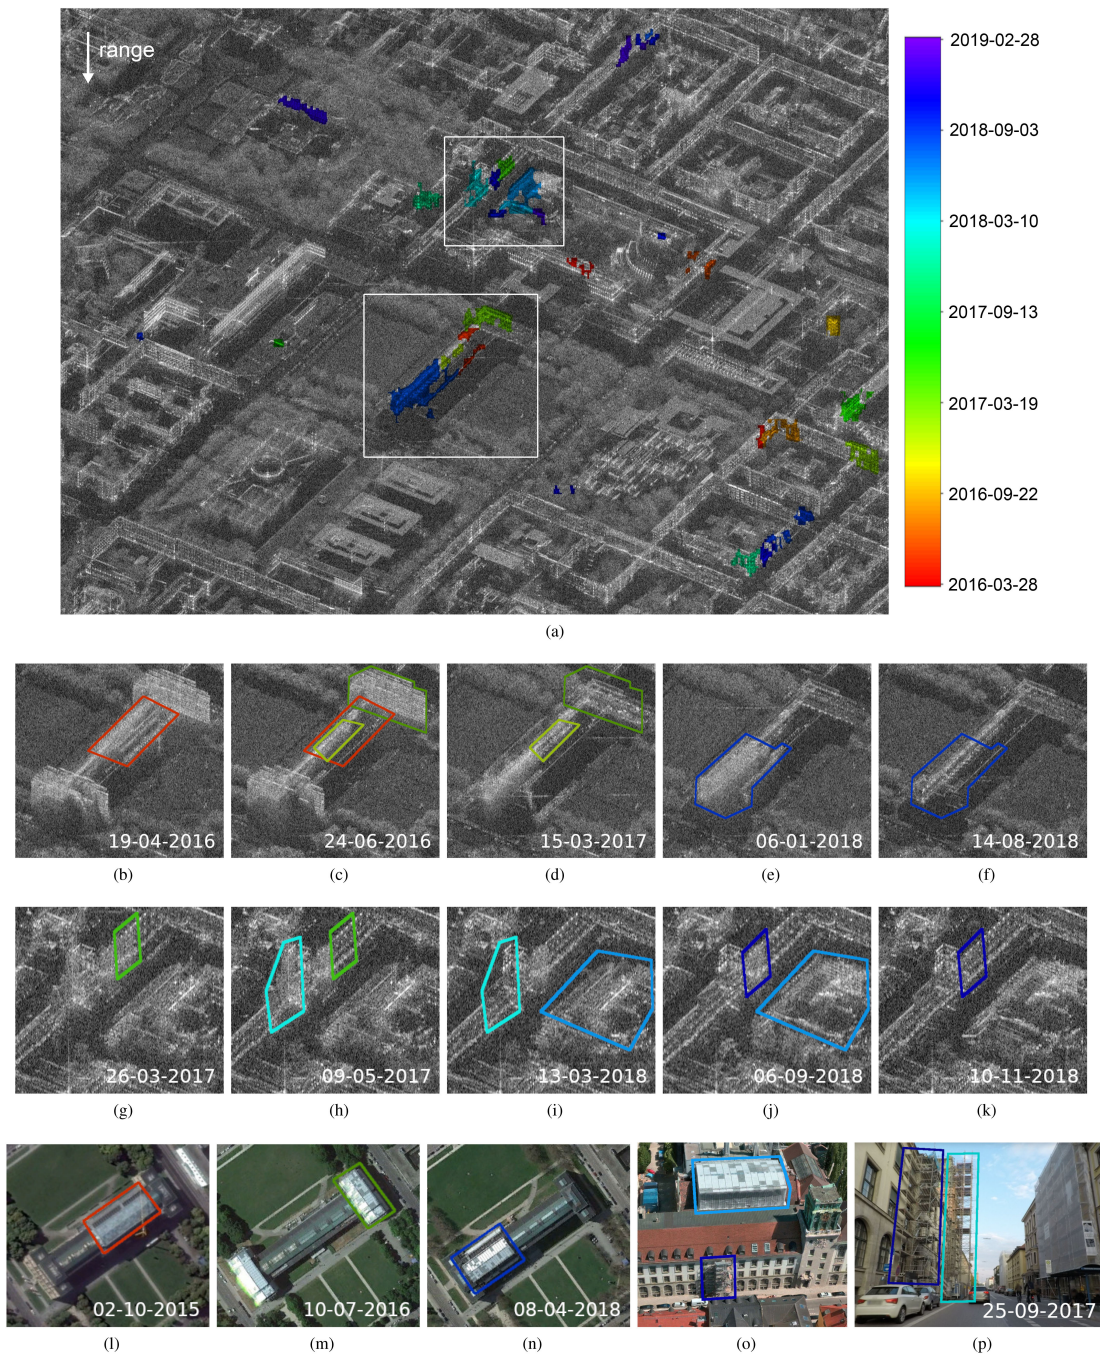 range
2019-02-28
2018-09-03
2018-03-10
2017-09-13
2017-03-19
2016-09-22
2016-03-28
(a)
19-04-2016
24-06-2016
15-03-2017
06-01-2018
14-08-2018
(b)
(c)
(d)
(e)
(f)
26-03-2017
09-05-2017
13-03-2018
06-09-2018
10-11-2018
(g)
(h)
(i)
(j)
(k)
02-10-2015
10-07-2016
08-04-2018
25-09-2017
(l)
(m)
(n)
(o)
(p)